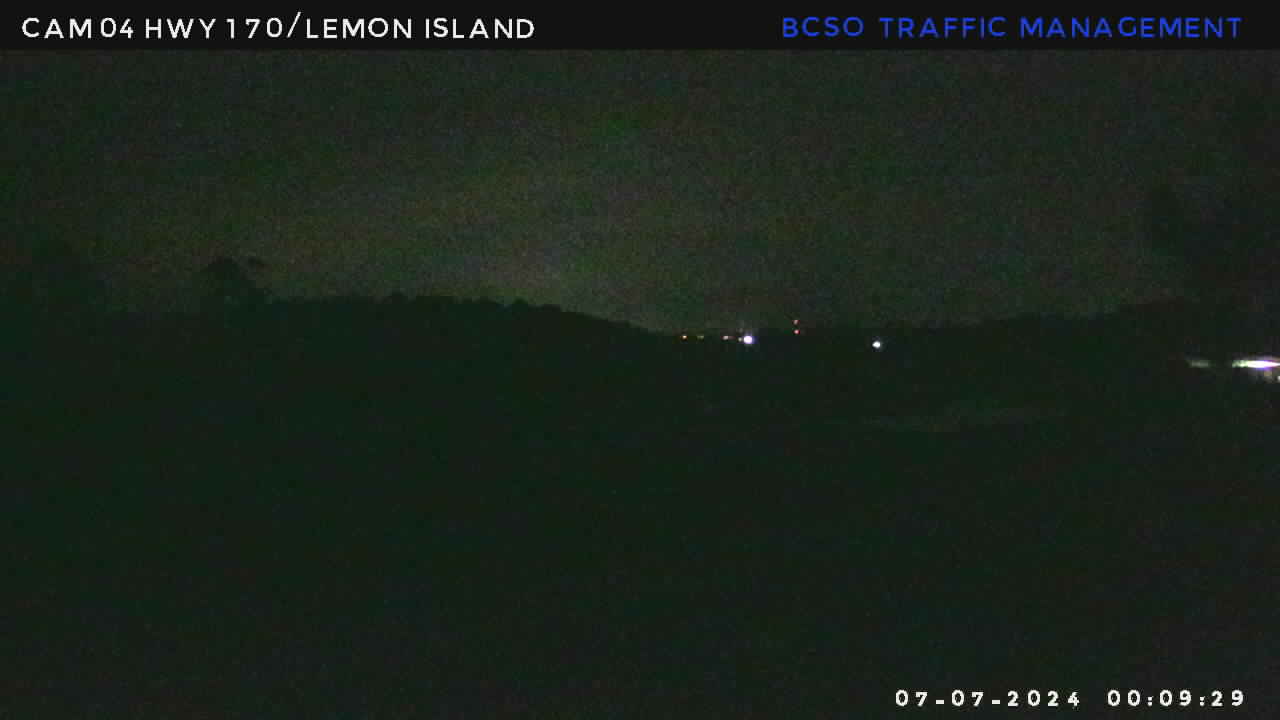 CAM04 HWY 170/LEMON ISLAND
BCSO TRAFFIC MANAGEMENT
07-07-2024 00:09:29